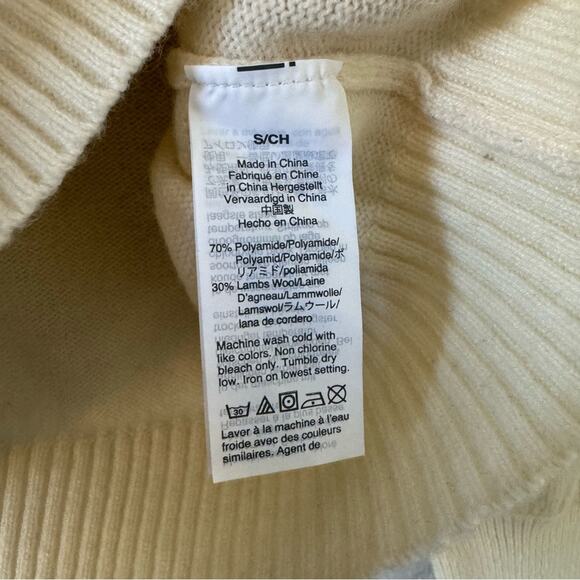 S/CH
Made in China
Fabriqué en Chine
in China Hergestellt
Vervaardigd in China
中国製
Hecho en China
70% Polyamide/Polyamide/
Polyamid/Polyamide/ポ
リアミド/poliamida
30% Lambs Wool/Laine
D'agneau/Lammwolle/
Lamswol/ラムウール/
lana de cordero
Machine wash cold with
like colors. Non chlorine
bleach only. Tumble dry
low. Iron on lowest setting.
30
Laver à la machine à l'eau
froide avec des couleurs
similaires. Agent de